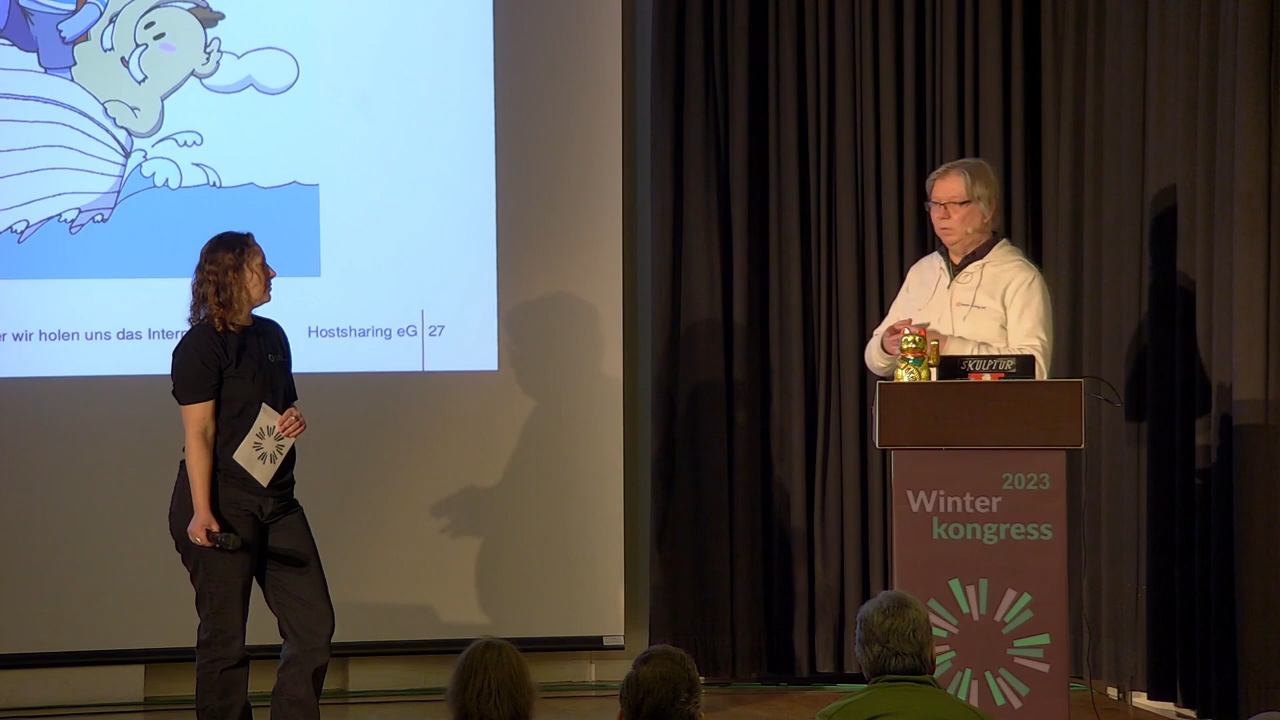 er wir holen uns das Intern
Hostsharing eG
27
SKULPTUR
2023
Winter
kongress